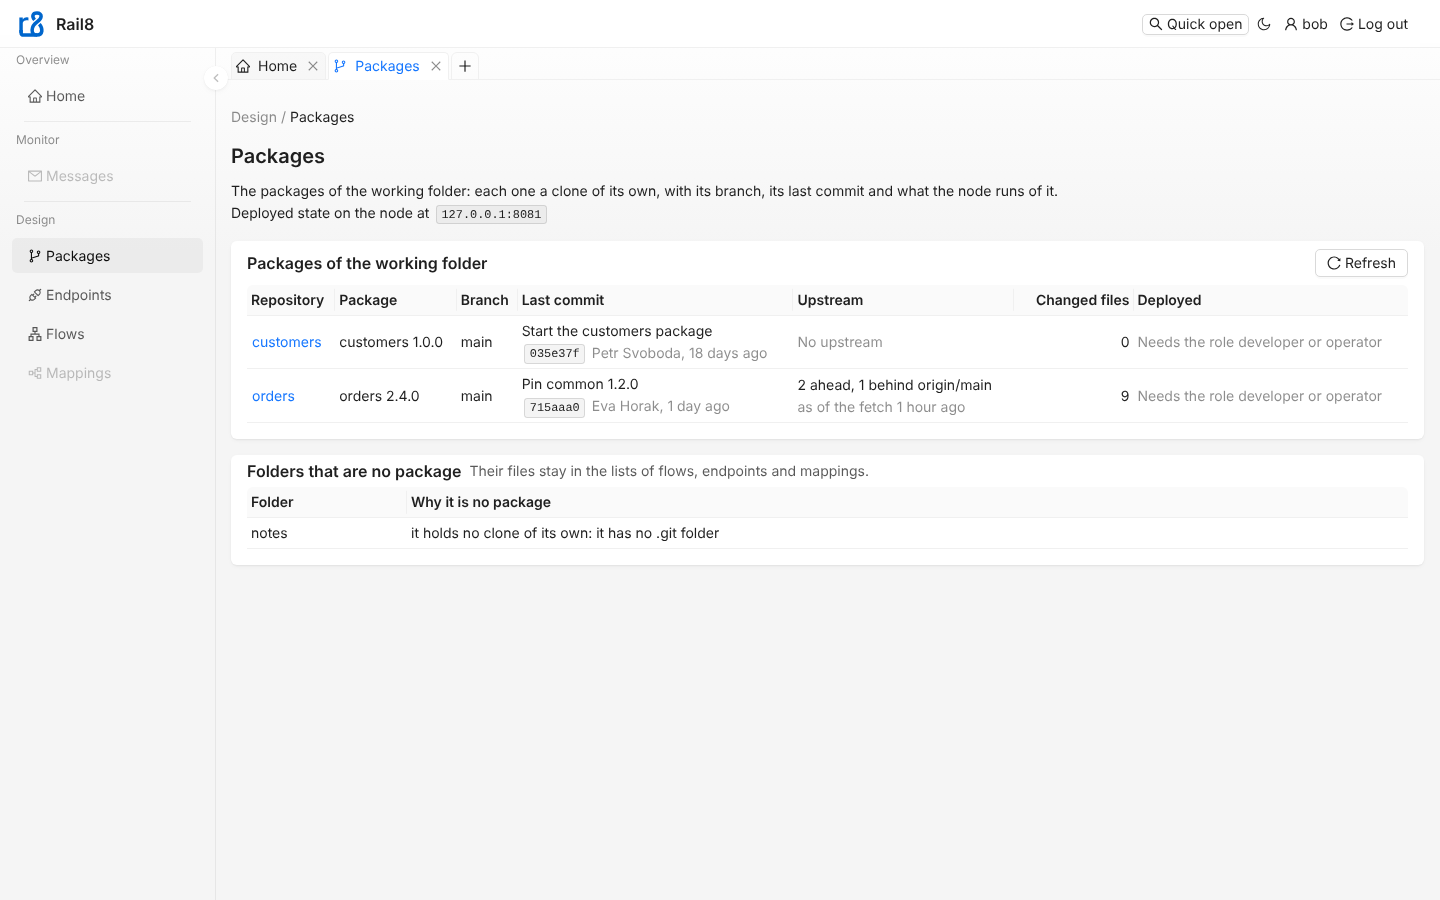 r8 Rail8
Quick open
bob
Log out
Overview
Home
Monitor
Messages
Design
Packages
Endpoints
Flows
Mappings
Home
Packages
Design / Packages
Packages
The packages of the working folder: each one a clone of its own, with its branch, its last commit and what the node runs of it.
Deployed state on the node at 127.0.0.1:8081
Packages of the working folder
Refresh
Repository Package Branch Last commit Upstream Changed files Deployed
customers customers 1.0.0 main Start the customers package No upstream 0 Needs the role developer or operator
035e37f Petr Svoboda, 18 days ago
orders orders 2.4.0 main Pin common 1.2.0 2 ahead, 1 behind origin/main 9 Needs the role developer or operator
715aaa0 Eva Horak, 1 day ago as of the fetch 1 hour ago
Folders that are no package Their files stay in the lists of flows, endpoints and mappings.
Folder Why it is no package
notes it holds no clone of its own: it has no .git folder